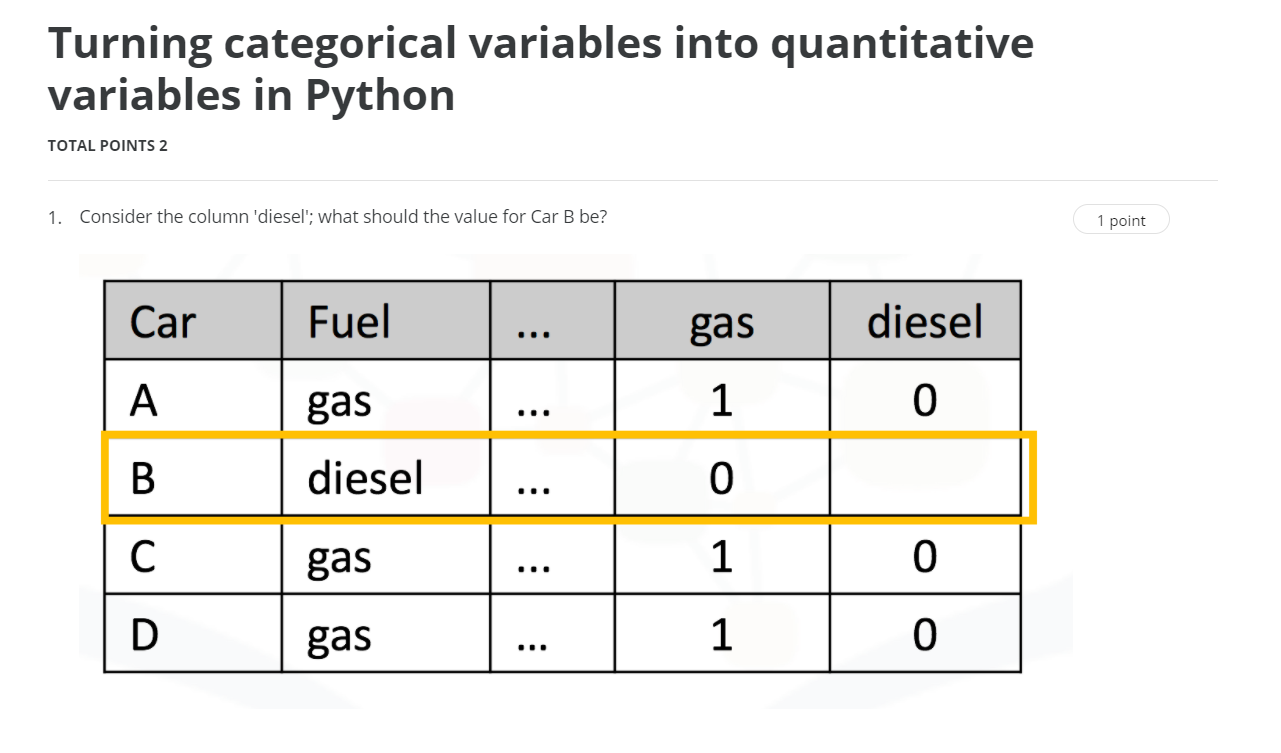 Turning categorical variables into quantitative
variables in Python
TOTAL POINTS 2
1. Consider the column 'diesel'; what should the value for Car B be?
1 point
Car Fuel ... gas diesel
A gas ... 1 0
B diesel ... 0
C gas ... 1 0
D gas ... 1 0